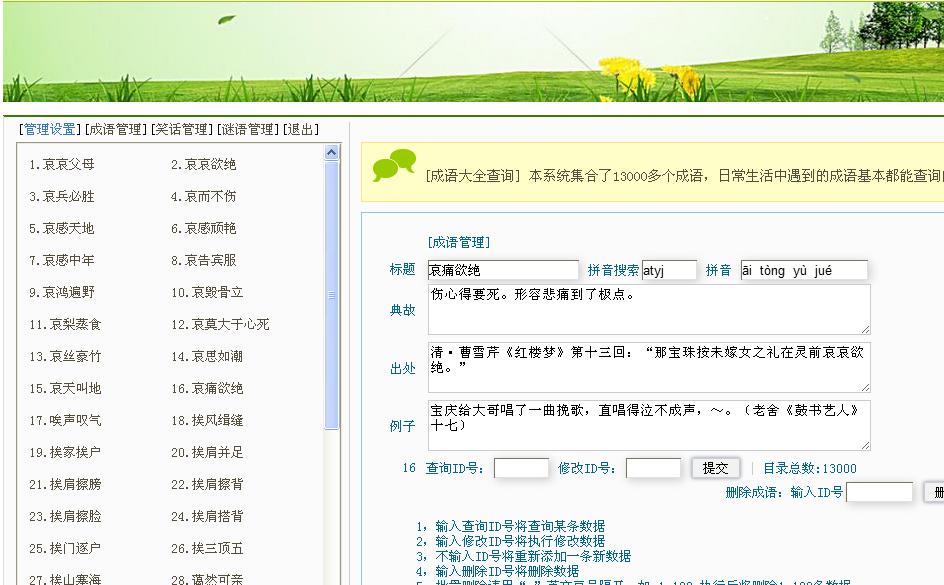 [管理设置] [成语管理] [笑话管理] [谜语管理] [退出]
1.哀哀父母 2.哀哀欲绝
3.哀兵必胜 4.哀而不伤
5.哀感天地 6.哀感顽艳
7.哀感中年 8.哀告宾服
9.哀鸿遍野 10.哀毁骨立
11.哀梨蒸食 12.哀莫大于心死
13.哀丝豪竹 14.哀思如潮
15.哀天叫地 16.哀痛欲绝
17.唉声叹气 18.挨风缉缝
19.挨家挨户 20.挨肩并足
21.挨肩擦膀 22.挨肩擦背
23.挨肩擦脸 24.挨肩搭背
25.挨门逐户 26.挨三顶五
27.挨山塞海 28.蔼然可亲
[成语大全查询] 本系统集合了13000多个成语，日常生活中遇到的成语基本都能查询
[成语管理]
标题 哀痛欲绝 拼音搜索 atyj 拼音 āi tòng yù jué
典故 伤心得要死。形容悲痛到了极点。
出处 清·曹雪芹《红楼梦》第十三回：“那宝珠按未嫁女之礼在灵前哀哀欲
绝。”
例子 宝庆给大哥唱了一曲挽歌，直唱得泣不成声，～。（老舍《鼓书艺人》
十七）
16 查询ID号： 修改ID号： 提交 | 目录总数:13000
删除成语：输入ID号
1，输入查询ID号将查询某条数据
2，输入修改ID号将执行修改数据
3，不输入ID号将重新添加一条新数据
4，输入删除ID号将删除数据